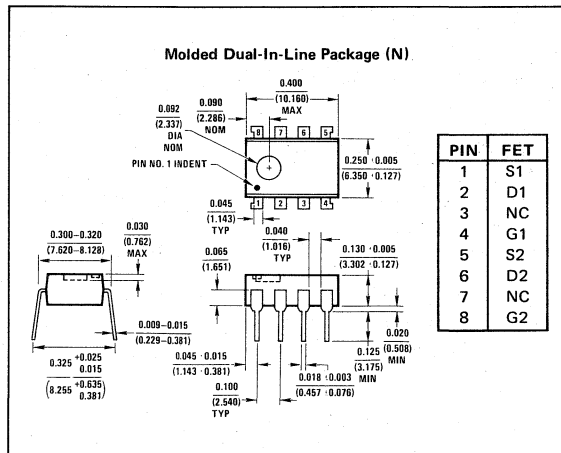 Molded Dual-In-Line Package (N)
0.400
(10.160)
MAX
0.092
(2.337)
DIA
NOM
0.090
(2.286)
NOM
8 7 6 5
PIN NO. 1 INDENT
0.250 · 0.005
(6.350 · 0.127)
1 2 3 4
0.045
(1.143)
TYP
0.040
(1.016)
TYP
0.300–0.320
(7.620–8.128)
0.030
(0.762)
MAX
0.065
(1.651)
0.130 · 0.005
(3.302 · 0.127)
0.009–0.015
(0.229–0.381)
0.325 +0.025
0.015
(8.255 +0.635
0.381)
0.045 · 0.015
(1.143 · 0.381)
0.100
(2.540)
TYP
0.018 · 0.003
(0.457 · 0.076)
0.125
(3.175)
MIN
0.020
(0.508)
MIN
PIN FET
1 S1
2 D1
3 NC
4 G1
5 S2
6 D2
7 NC
8 G2